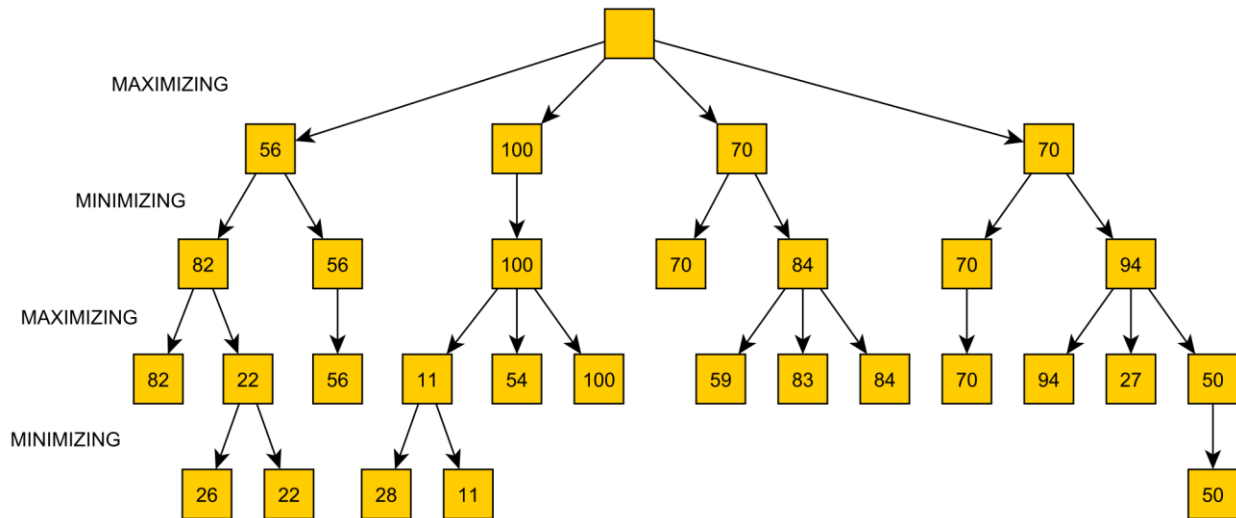 MAXIMIZING
56 100 70 70
MINIMIZING
82 56 100 70 84 70 94
MAXIMIZING
82 22 56 11 54 100 59 83 84 70 94 27 50
MINIMIZING
26 22 28 11 50